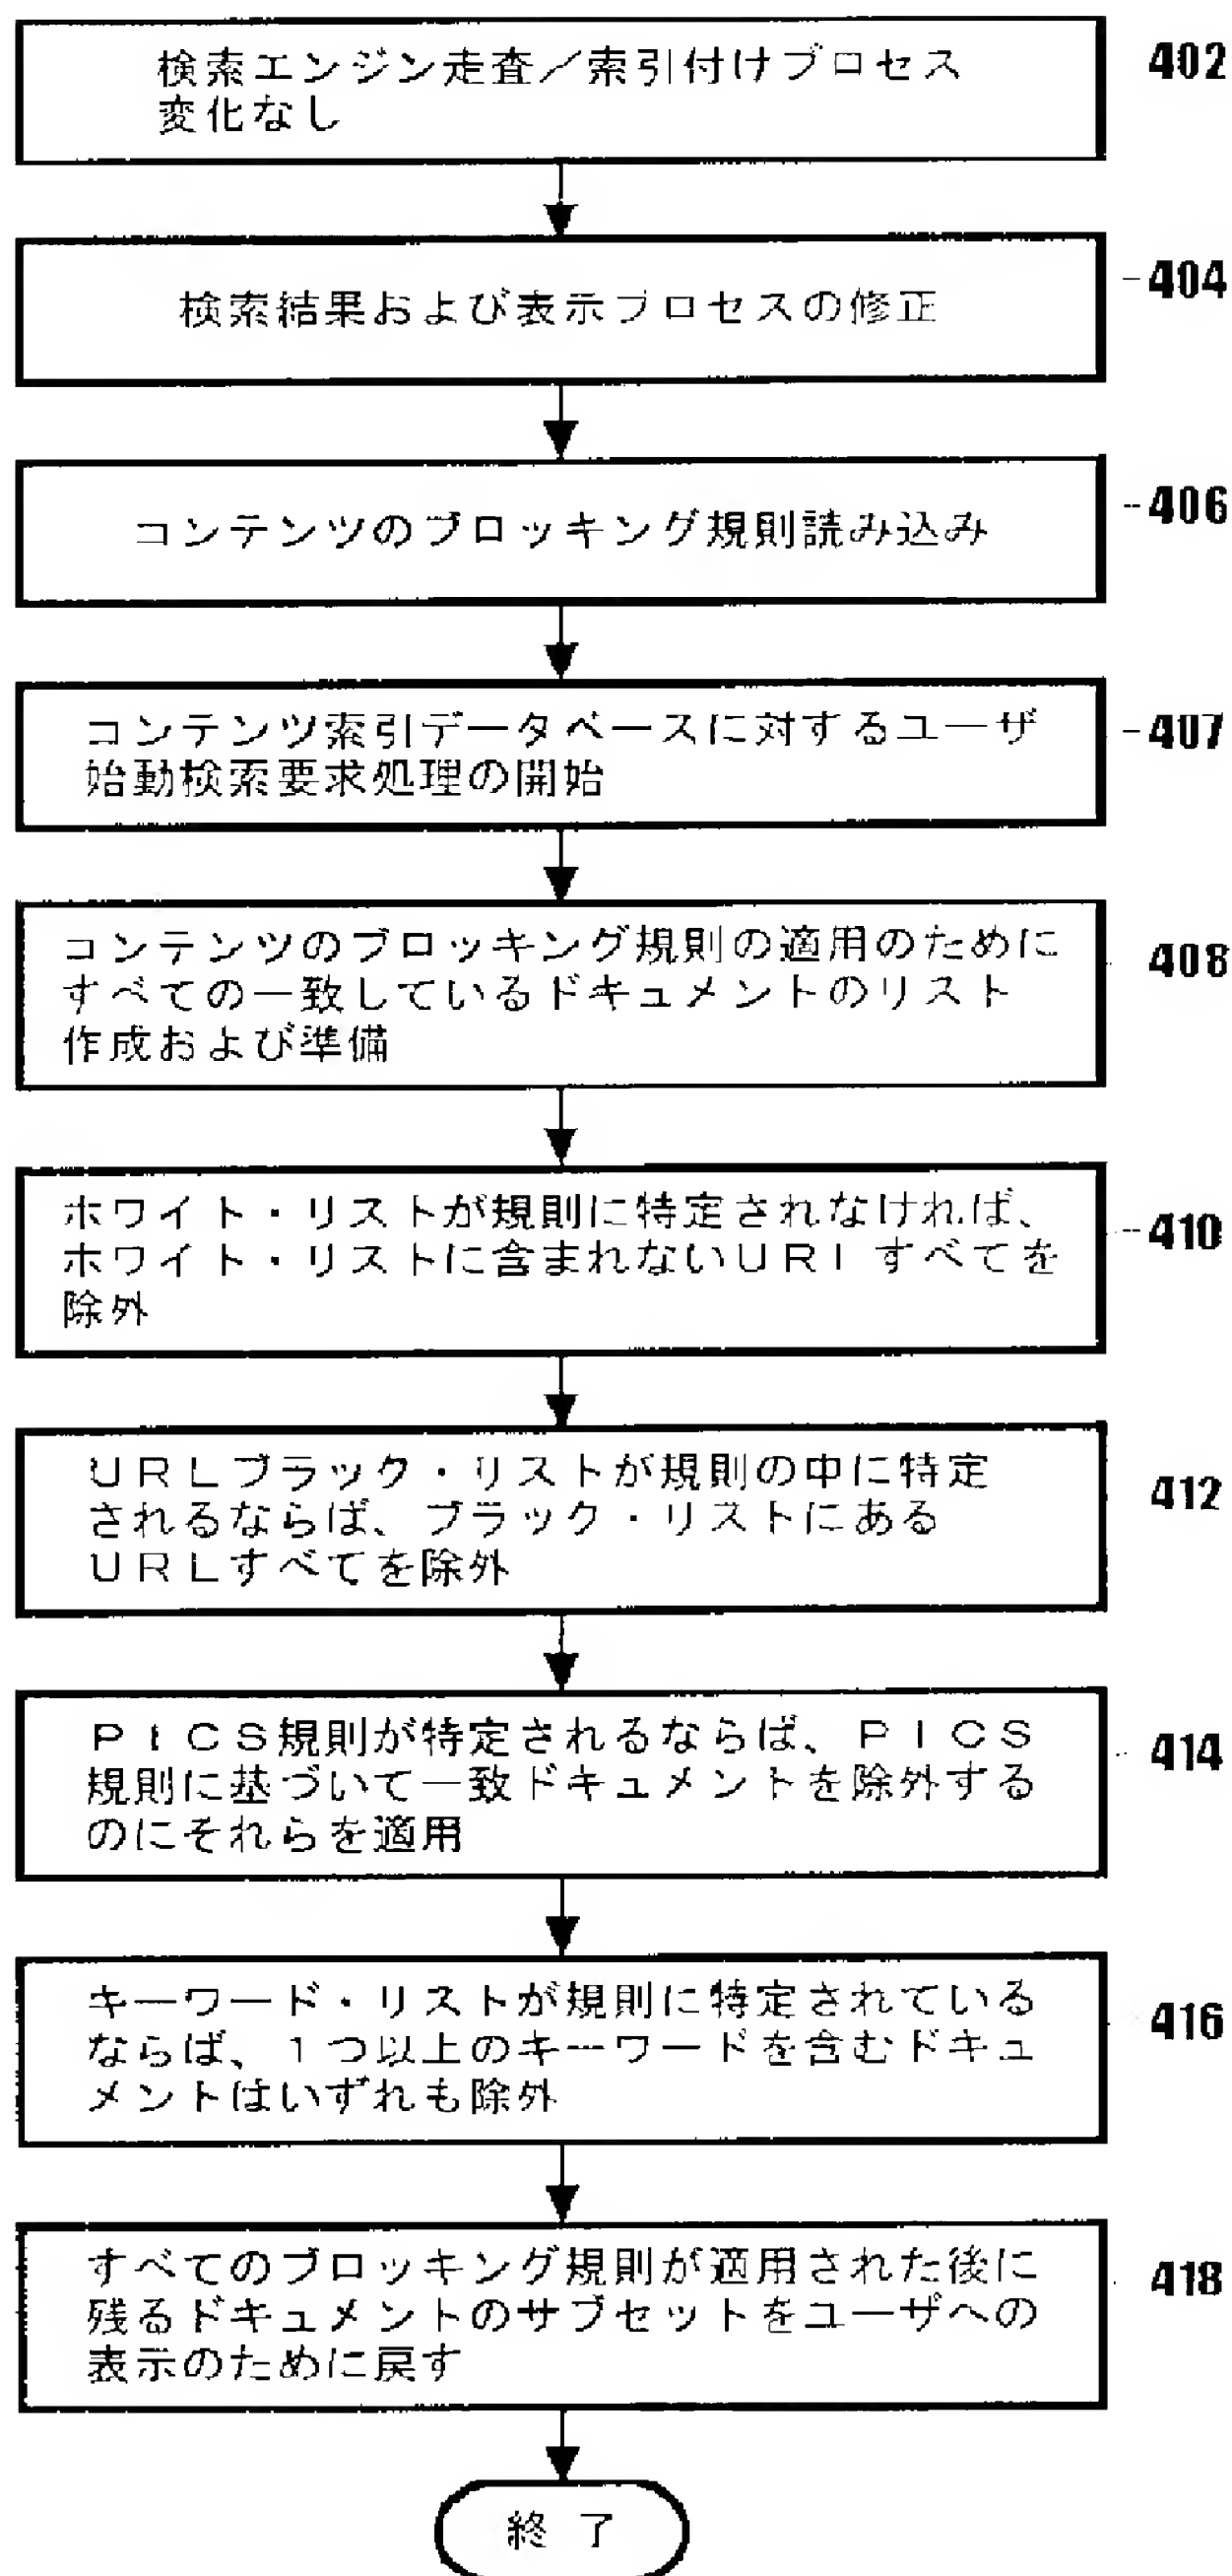 検索エンジン走査／索引付けプロセス
変化なし
402
検索結果および表示プロセスの修正
404
コンテンツのブロッキング規則読み込み
406
コンテンツ索引データベースに対するユーザ
始動検索要求処理の開始
407
コンテンツのブロッキング規則の適用のために
すべての一致しているドキュメントのリスト
作成および準備
408
ホワイト・リストが規則に特定されなければ、
ホワイト・リストに含まれないＵＲＩすべてを
除外
410
ＵＲＬブラック・リストが規則の中に特定
されるならば、ブラック・リストにある
ＵＲＬすべてを除外
412
ＰＩＣＳ規則が特定されるならば、ＰＩＣＳ
規則に基づいて一致ドキュメントを除外する
のにそれらを適用
414
キーワード・リストが規則に特定されている
ならば、１つ以上のキーワードを含むドキュ
メントはいずれも除外
416
すべてのブロッキング規則が適用された後に
残るドキュメントのサブセットをユーザへの
表示のために戻す
418
終了